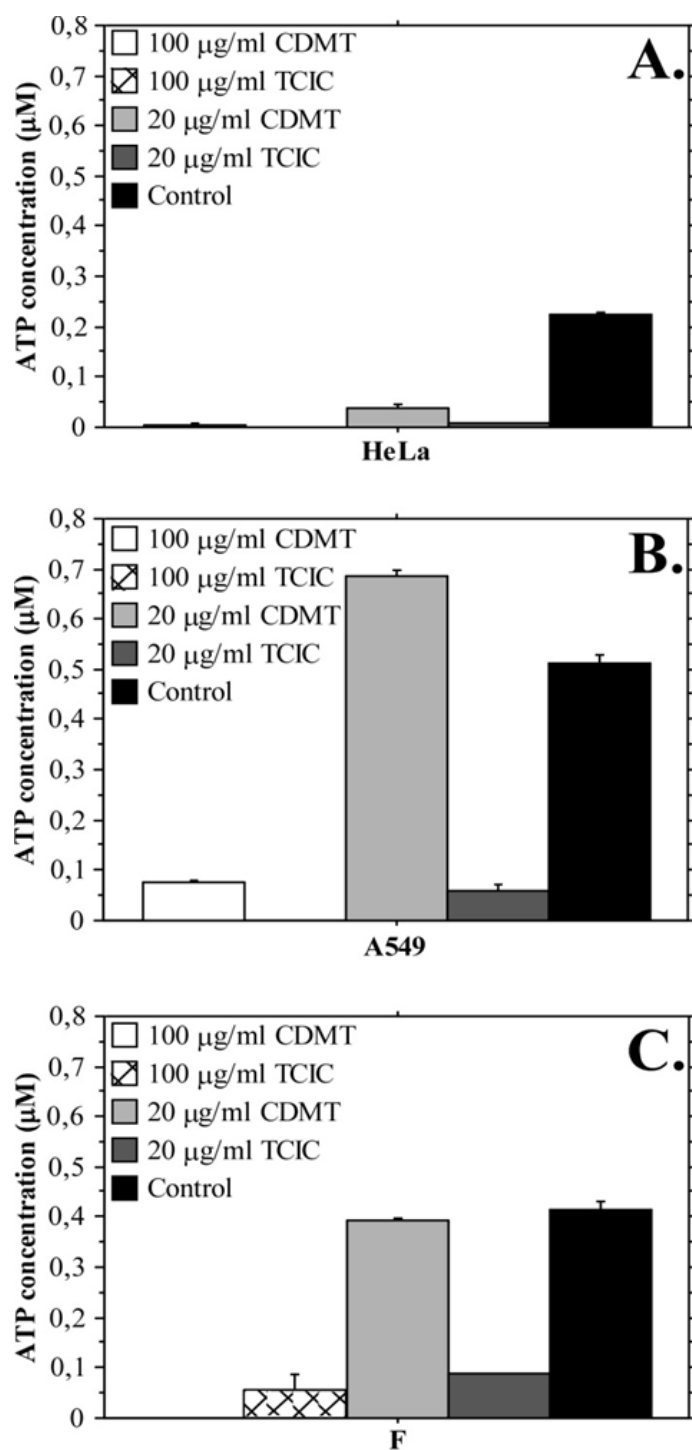 0,8
0,7
0,6
0,5
0,4
0,3
0,2
0,1
0
ATP concentration (μM)
100 μg/ml CDMT
100 μg/ml TCIC
20 μg/ml CDMT
20 μg/ml TCIC
Control
A.
HeLa
0,8
0,7
0,6
0,5
0,4
0,3
0,2
0,1
0
ATP concentration (μM)
100 μg/ml CDMT
100 μg/ml TCIC
20 μg/ml CDMT
20 μg/ml TCIC
Control
B.
A549
0,8
0,7
0,6
0,5
0,4
0,3
0,2
0,1
0
ATP concentration (μM)
100 μg/ml CDMT
100 μg/ml TCIC
20 μg/ml CDMT
20 μg/ml TCIC
Control
C.
F